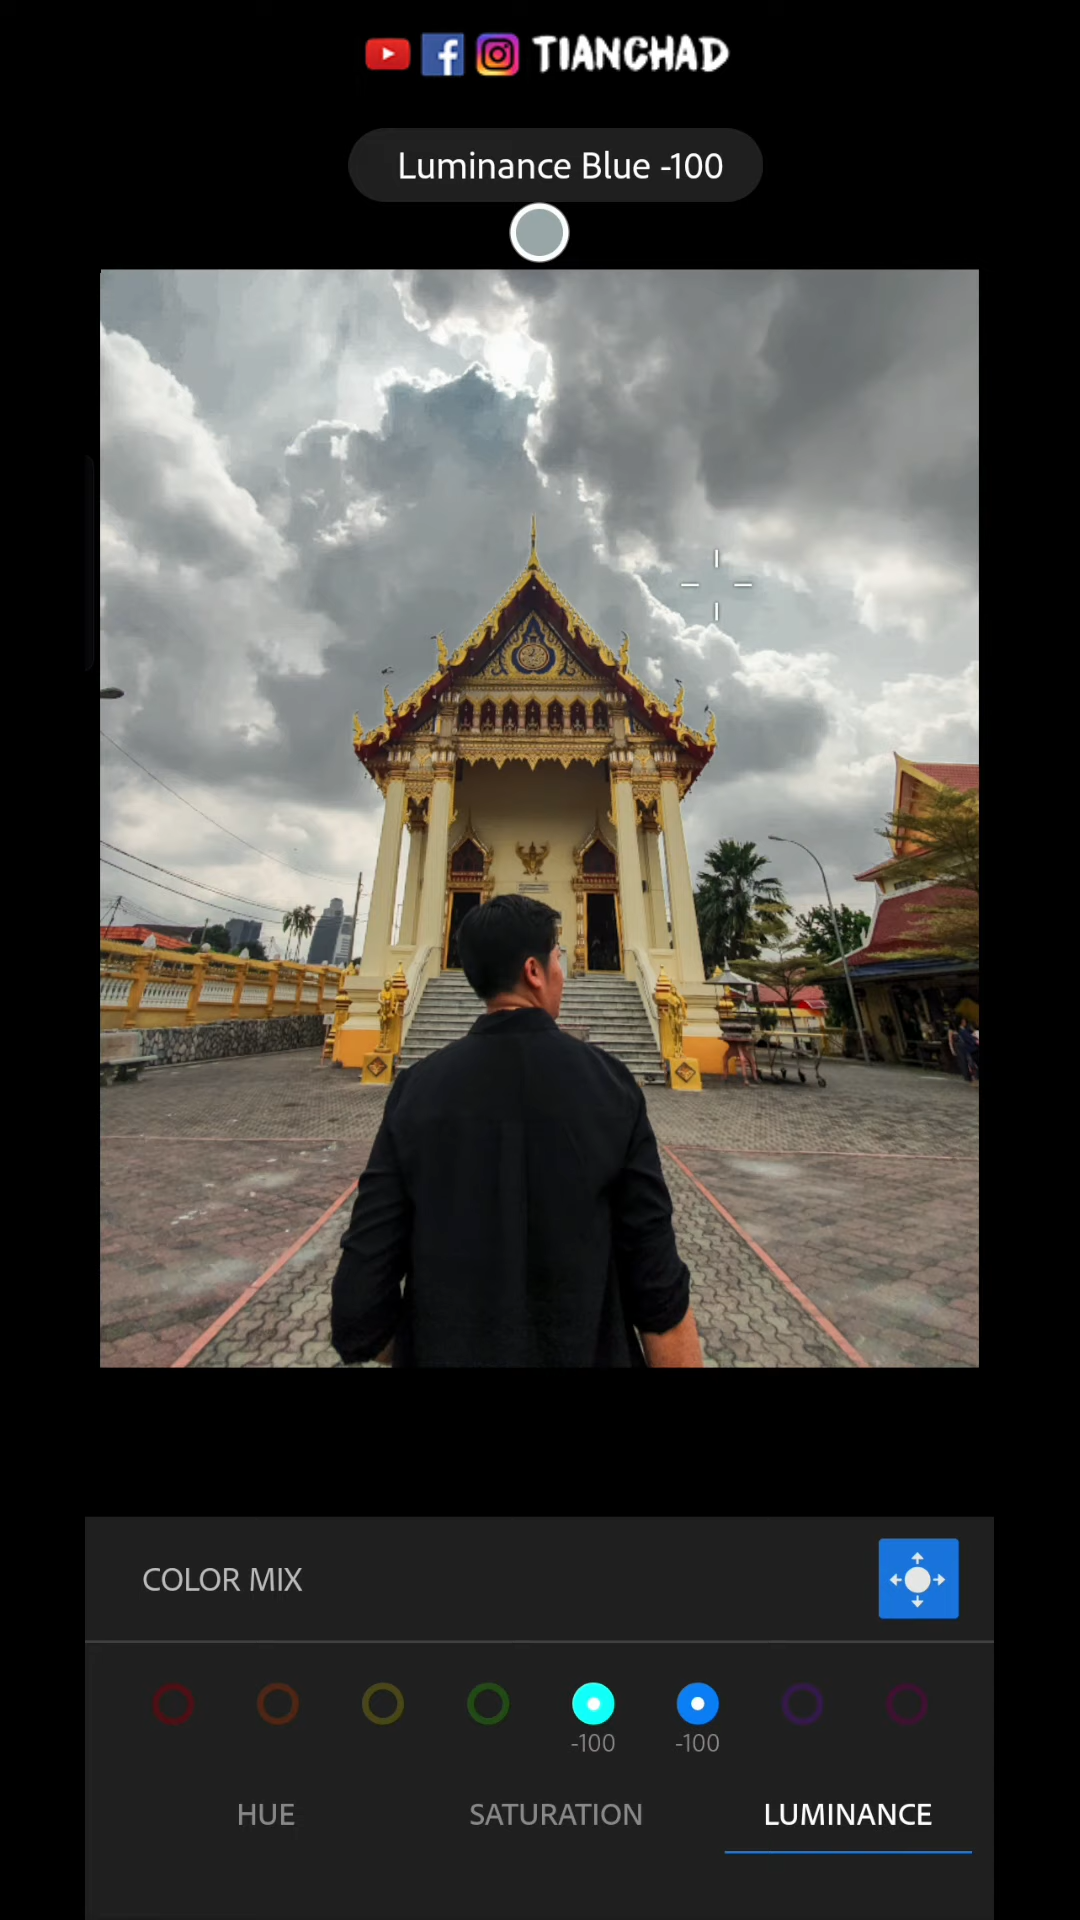 TIANCHAD
Luminance Blue -100
COLOR MIX
-100 -100
HUE SATURATION LUMINANCE